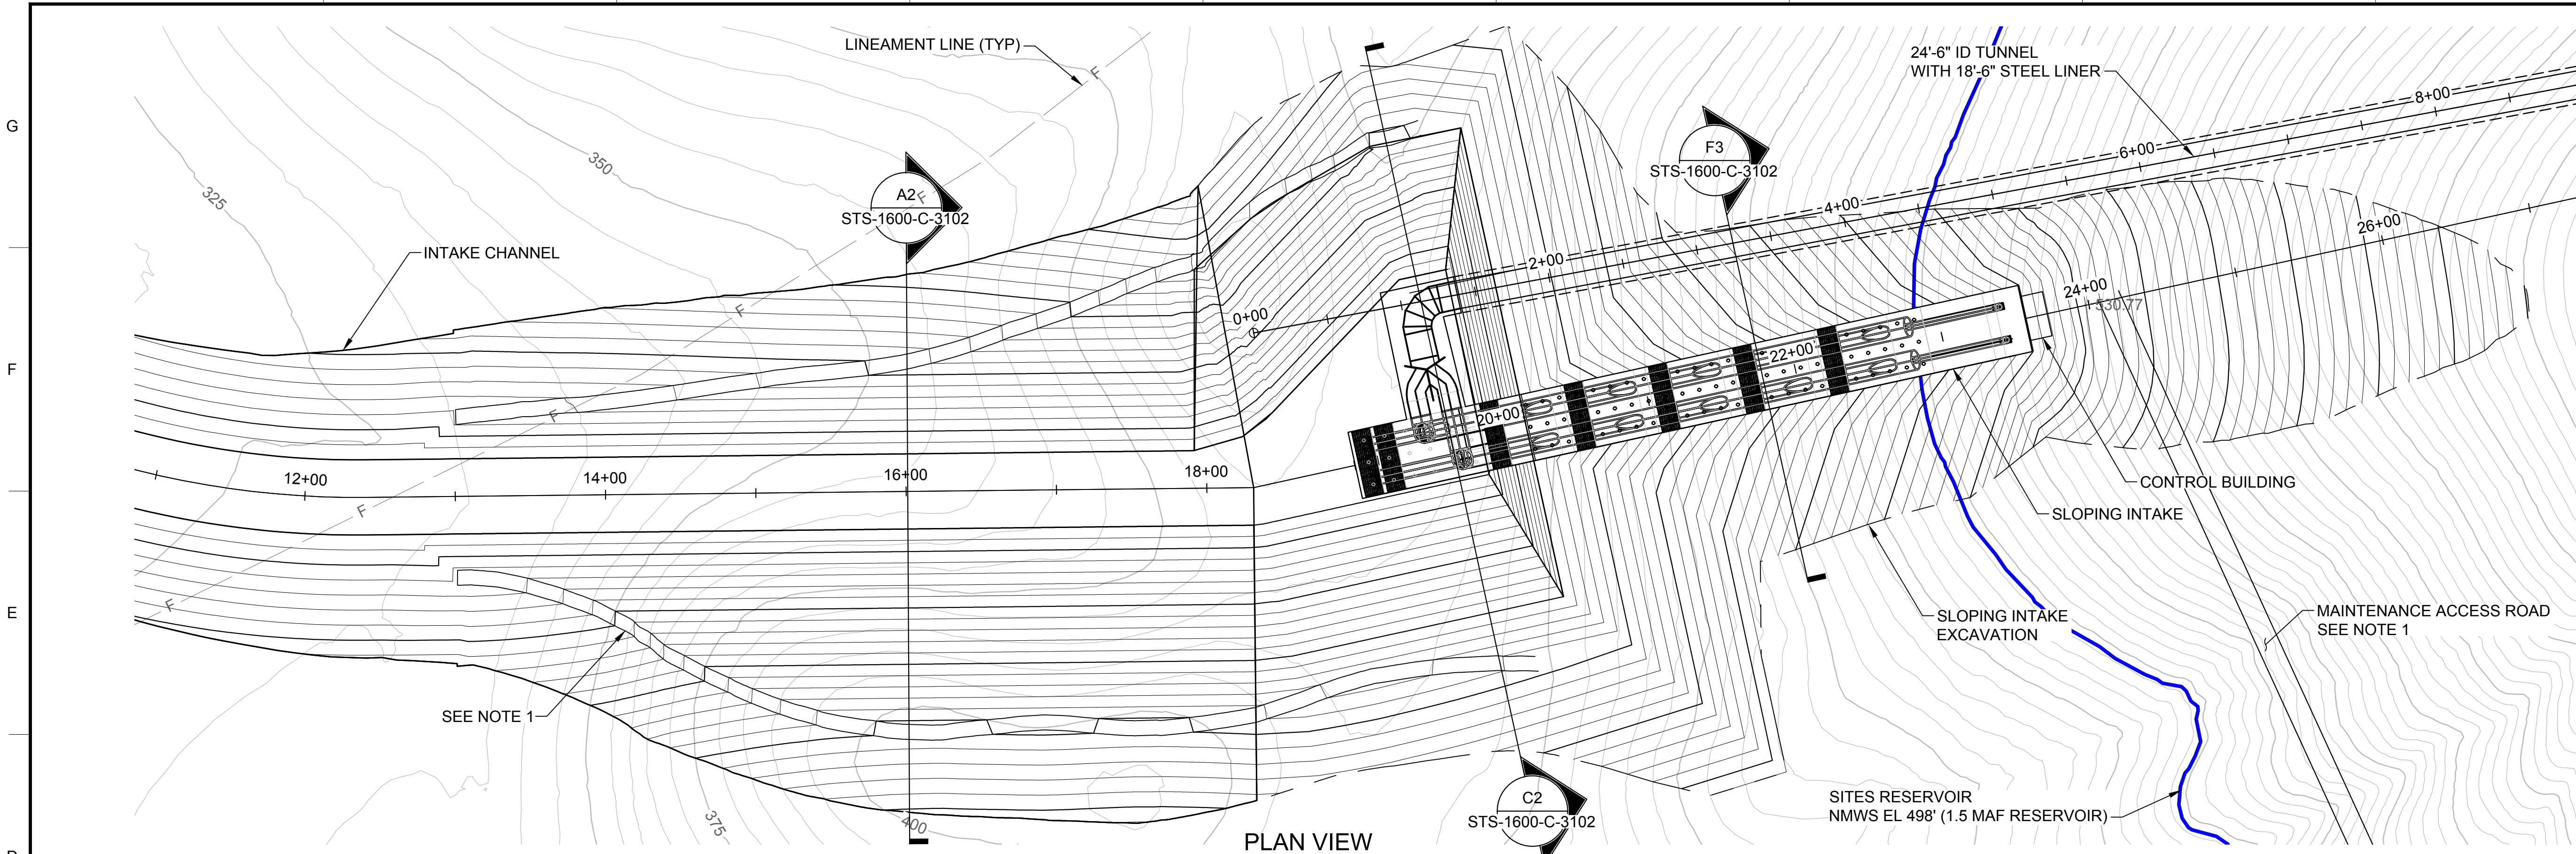 LINEAMENT LINE (TYP)
24'-6" ID TUNNEL
WITH 18'-6" STEEL LINER
F
8+00
G
F3
STS-1600-C-3102
6+00
350
325
A2
STS-1600-C-3102
F
4+00
26+00
INTAKE CHANNEL
2+00
24+00
530.77
F
0+00
22+00
F
F
20+00
12+00
14+00
16+00
18+00
CONTROL BUILDING
F
SLOPING INTAKE
F
E
SLOPING INTAKE
EXCAVATION
MAINTENANCE ACCESS ROAD
SEE NOTE 1
SEE NOTE 1
C2
STS-1600-C-3102
SITES RESERVOIR
NMWS EL 498' (1.5 MAF RESERVOIR)
375
400
PLAN VIEW